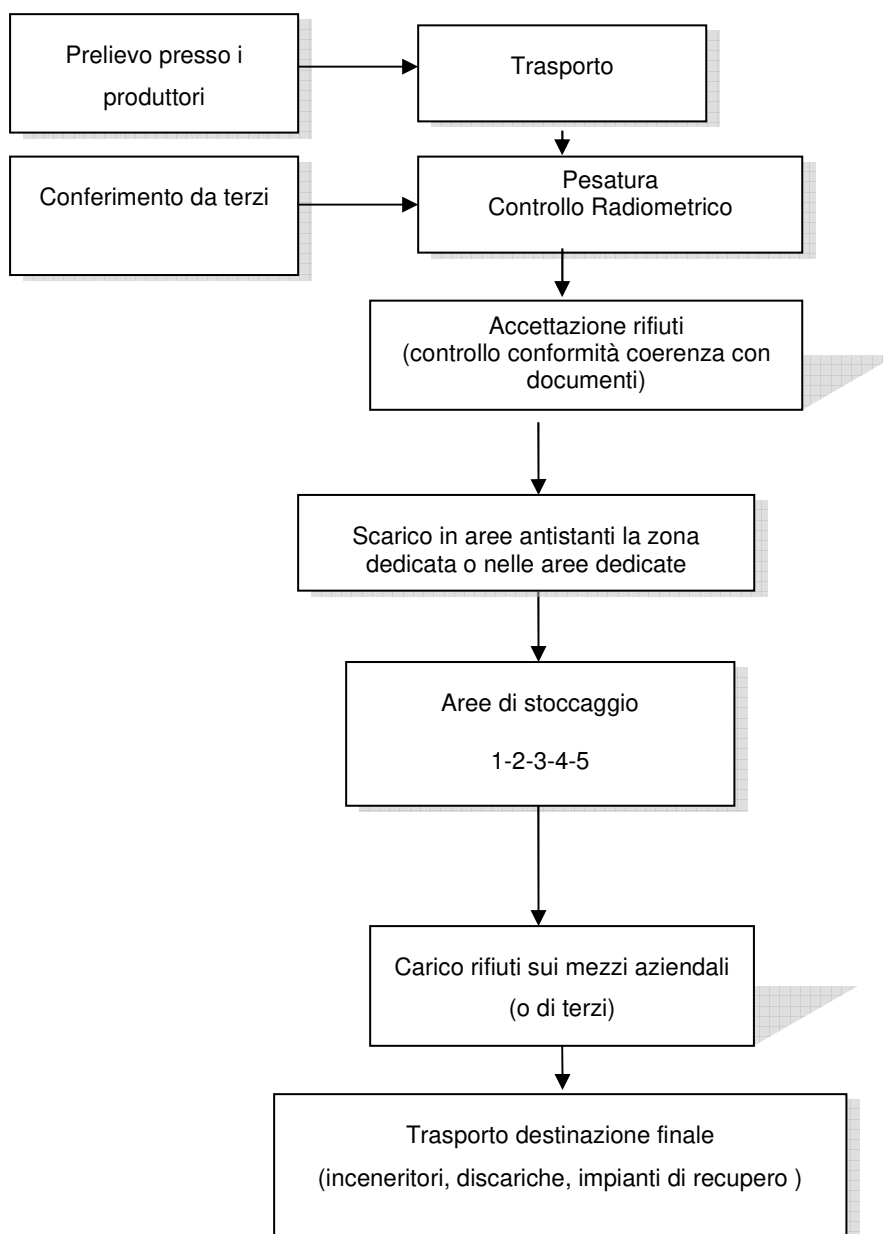 Prelievo presso i
produttori
Trasporto
Conferimento da terzi
Pesatura
Controllo Radiometrico
Accettazione rifiuti
(controllo conformità coerenza con
documenti)
Scarico in aree antistanti la zona
dedicata o nelle aree dedicate
Aree di stoccaggio
1-2-3-4-5
Carico rifiuti sui mezzi aziendali
(o di terzi)
Trasporto destinazione finale
(inceneritori, discariche, impianti di recupero )